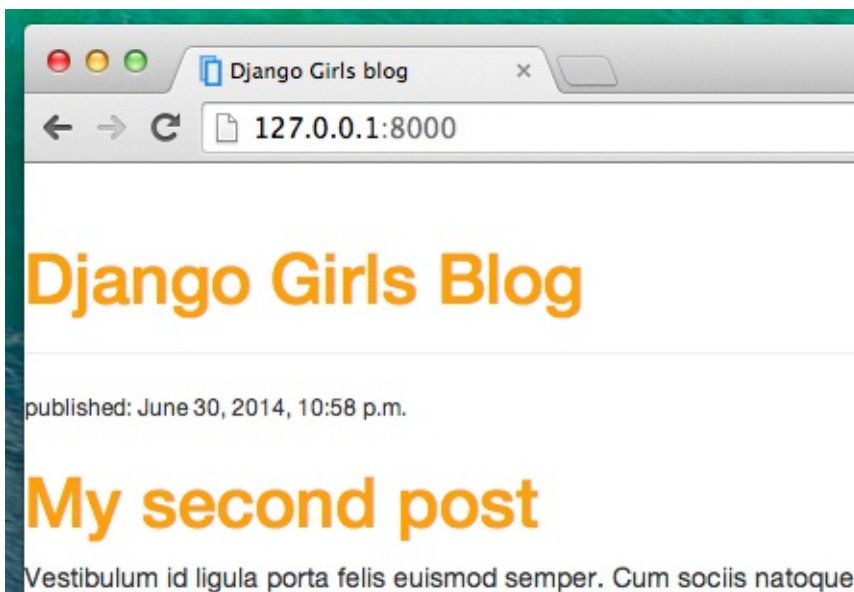 Django Girls blog
127.0.0.1:8000
Django Girls Blog
published: June 30, 2014, 10:58 p.m.
My second post
Vestibulum id ligula porta felis euismod semper. Cum sociis natoque